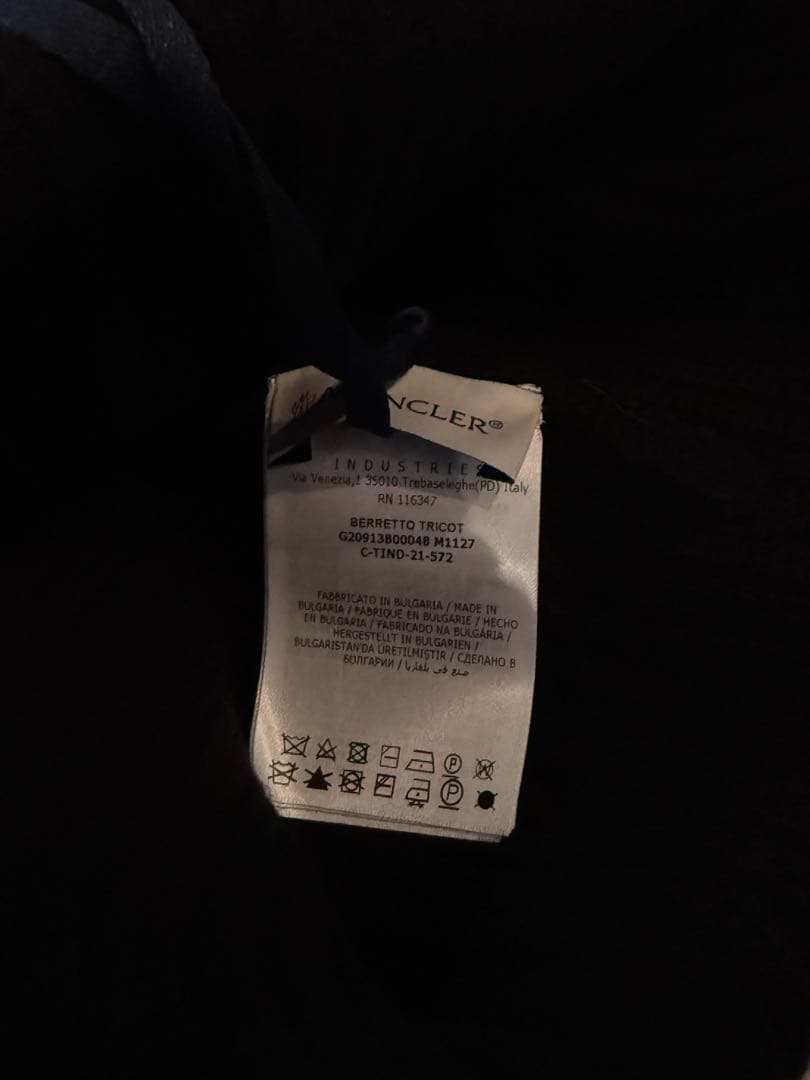 NCLER®
INDUSTRIES
Via Venezia,1 35010 Trebaseleghe(PD) Italy
RN 116347
BERRETTO TRICOT
G20913B00048 M1127
C-TIND-21-572
FABBRICATO IN BULGARIA / MADE IN
BULGARIA / FABRIQUE EN BULGARIE / HECHO
EN BULGARIA / FABRICADO NA BULGÁRIA /
HERGESTELLT IN BULGARIEN /
BULGARISTAN'DA ÜRETILMIŞTIR / СДЕЛАНО В
БОЛГАРИИ / صنع في بلغاريا
P
W
P